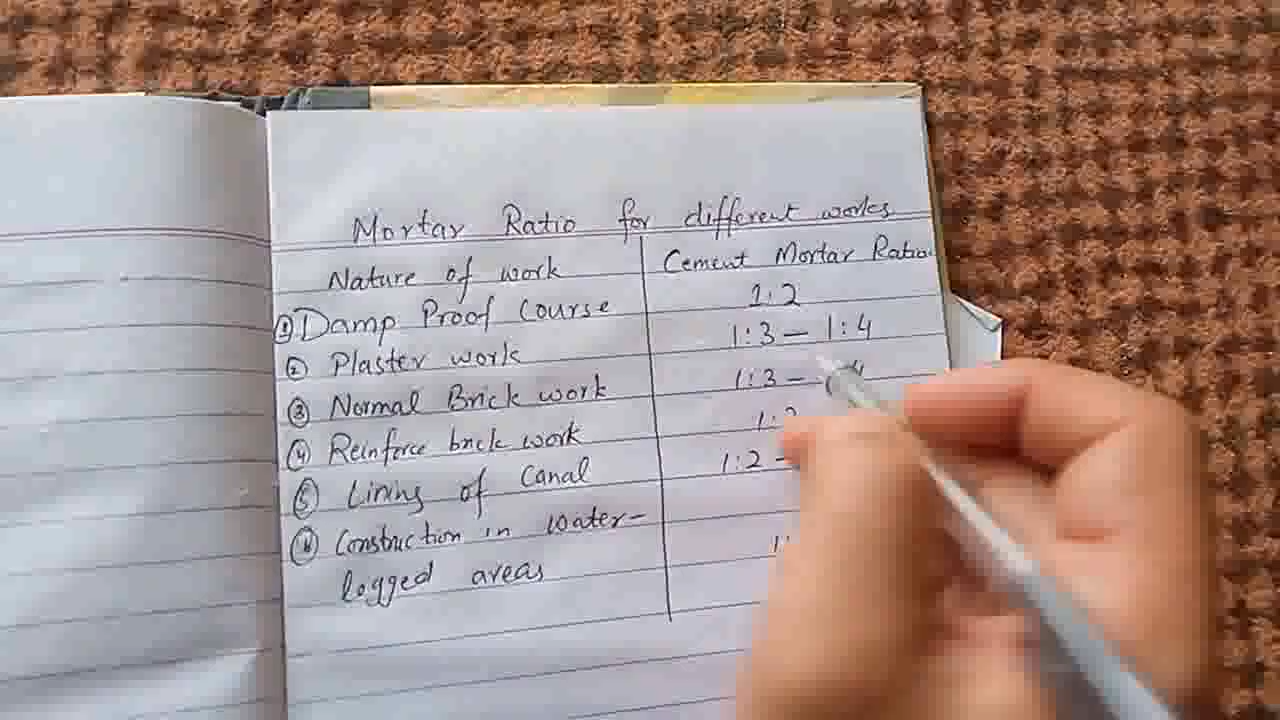 Mortar Ratio for different works
Nature of work Cement Mortar Ratio
① Damp Proof Course 1:2
② Plaster work 1:3 — 1:4
③ Normal Brick work 1:3 —
④ Reinforce brick work
⑤ Lining of Canal 1:2 -
⑥ Construction in water-
logged areas